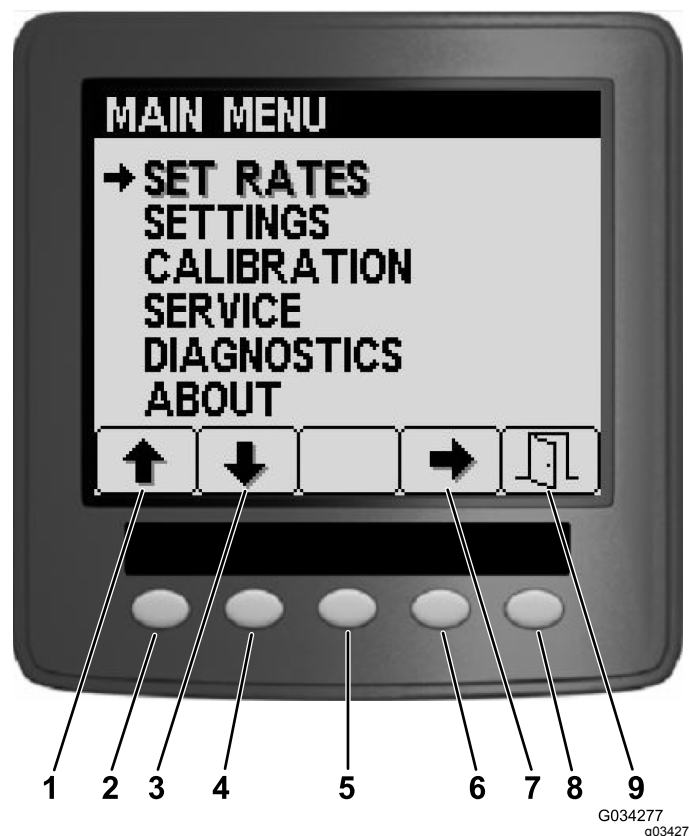 MAIN MENU
SET RATES
SETTINGS
CALIBRATION
SERVICE
DIAGNOSTICS
ABOUT
1 2 3 4 5 6 7 8 9
G034277
g03427